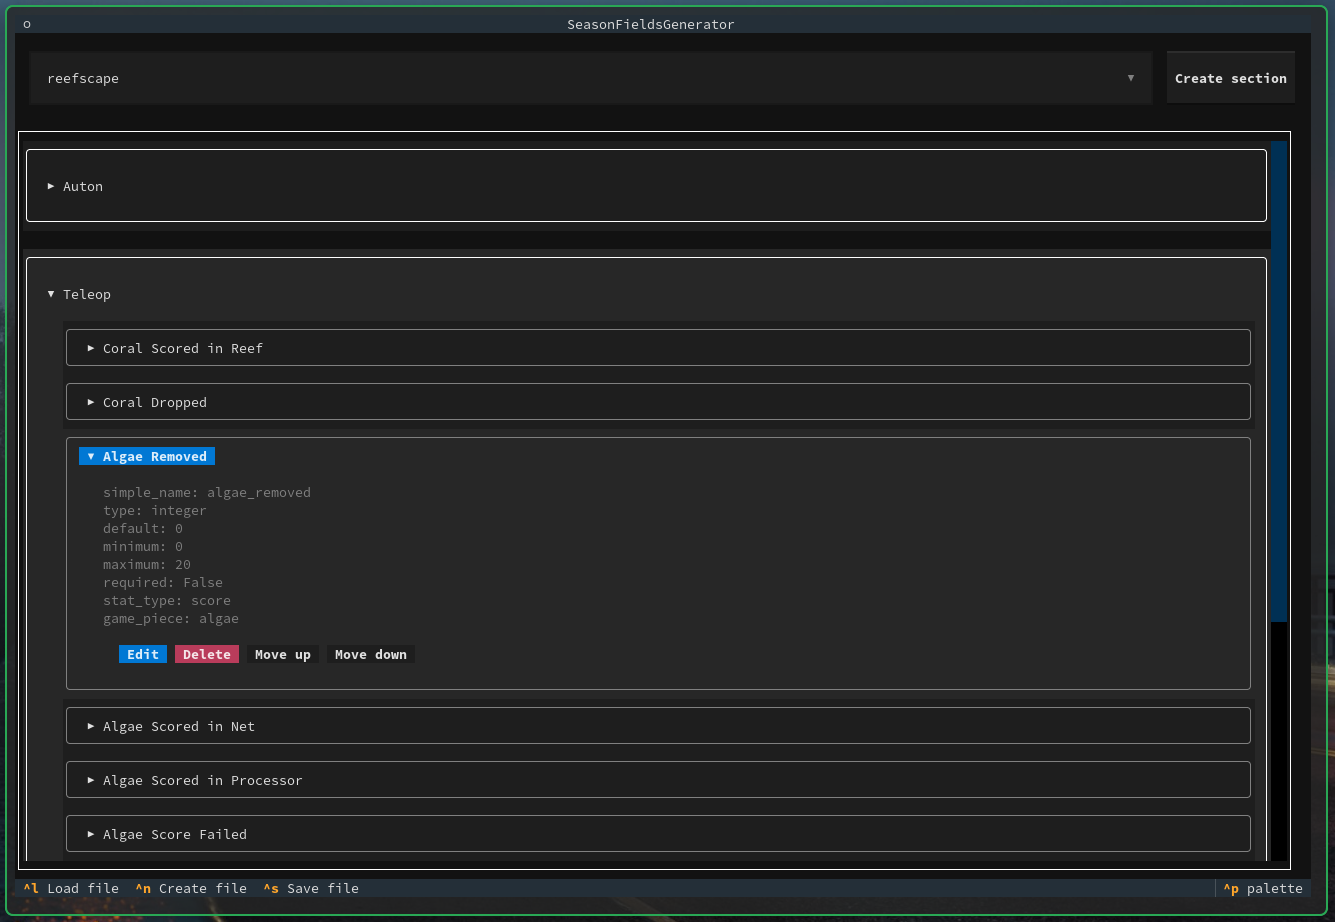 o SeasonFieldsGenerator
reefscape ▼ Create section
▶ Auton
▼ Teleop
▶ Coral Scored in Reef
▶ Coral Dropped
▼ Algae Removed
simple_name: algae_removed
type: integer
default: 0
minimum: 0
maximum: 20
required: False
stat_type: score
game_piece: algae
Edit Delete Move up Move down
▶ Algae Scored in Net
▶ Algae Scored in Processor
▶ Algae Score Failed
^l Load file ^n Create file ^s Save file ^p palette